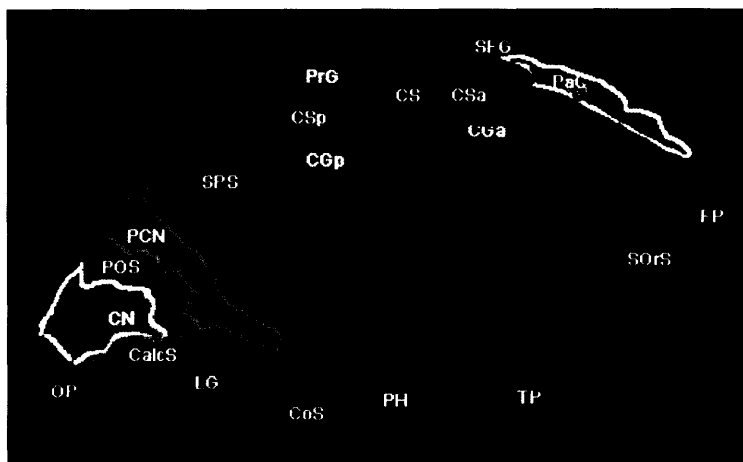 SFG
PrG
PaG
CS
CSa
CSp
CGa
CGp
SPS
FP
PCN
SOrS
POS
CN
CalcS
OP
LG
CoS
PH
TP